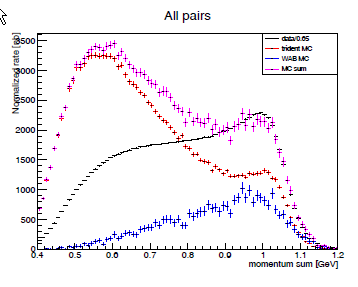 All pairs
Normalized rate [nb]
data/0.65
trident MC
WAB MC
MC sum
3500
3000
2500
2000
1500
1000
500
0
0.4 0.5 0.6 0.7 0.8 0.9 1 1.1 1.2
momentum sum [GeV]